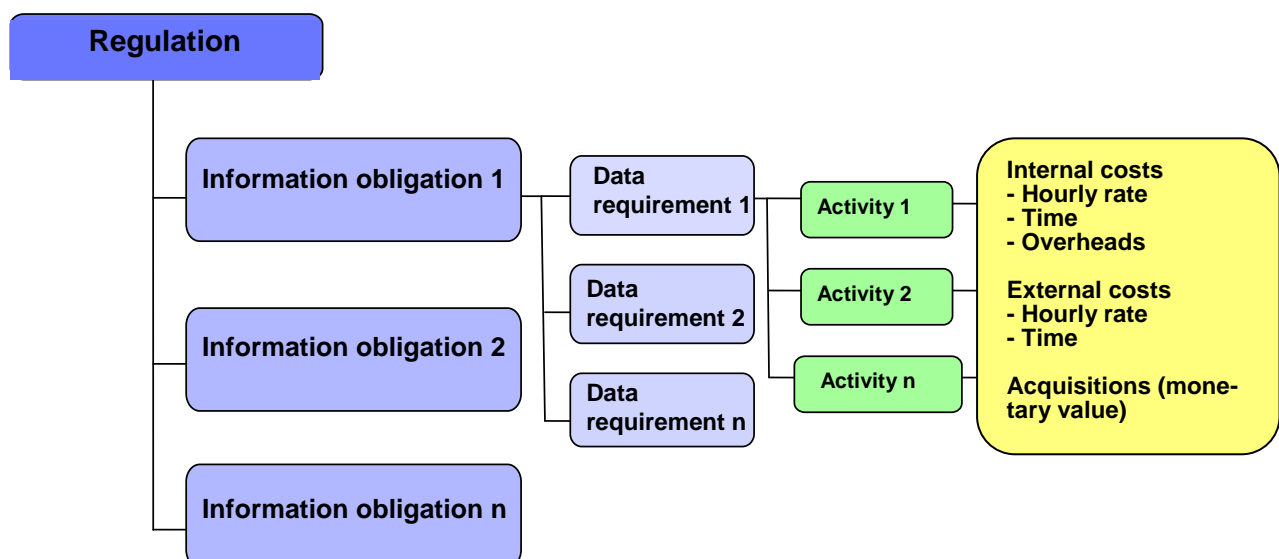 Regulation
Information obligation 1
Data
requirement 1
Activity 1
Internal costs
- Hourly rate
- Time
- Overheads
Data
requirement 2
Activity 2
External costs
- Hourly rate
- Time
Information obligation 2
Data
requirement n
Activity n
Acquisitions (mone-
tary value)
Information obligation n